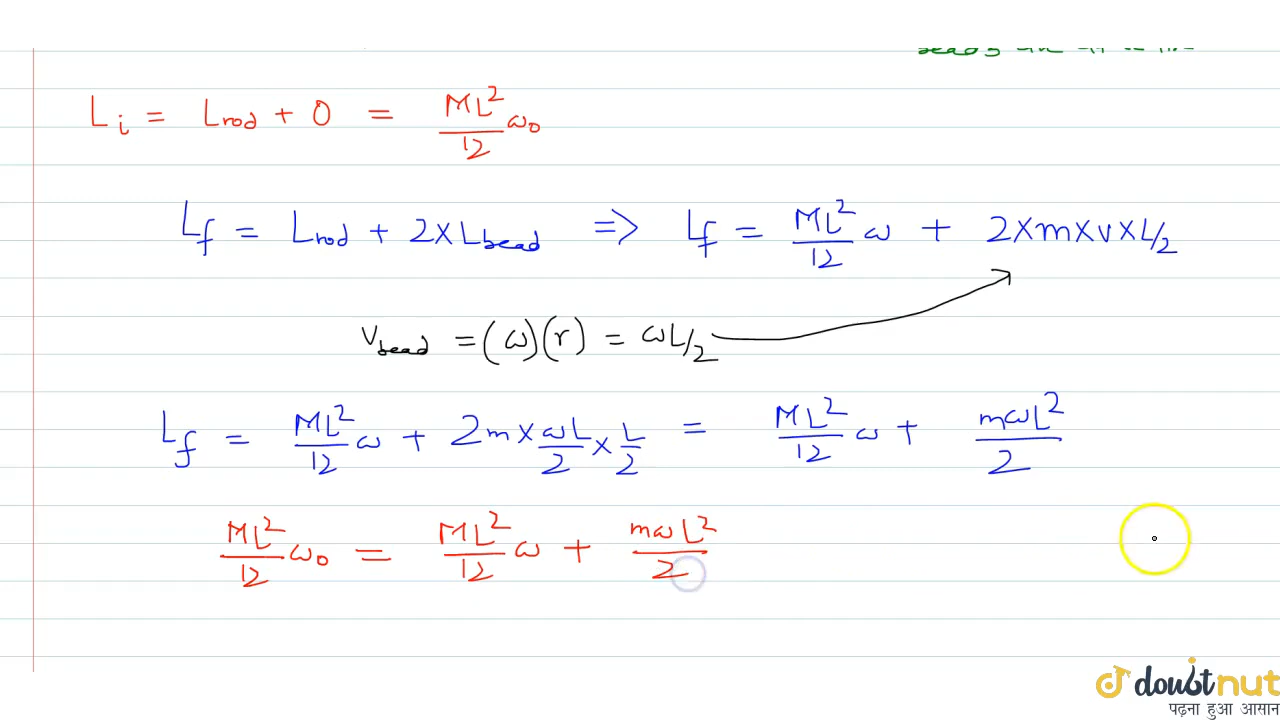 L_i = L_rod + 0 = ML²/12 ω₀
L_f = L_rod + 2×L_bead => L_f = ML²/12 ω + 2×m×v×L/2
V_bead = (ω)(r) = ωL/2
L_f = ML²/12 ω + 2m × ωL/2 × L/2 = ML²/12 ω + mωL²/2
ML²/12 ω₀ = ML²/12 ω + mωL²/2
doubtnut
पढ़ना हुआ आसान